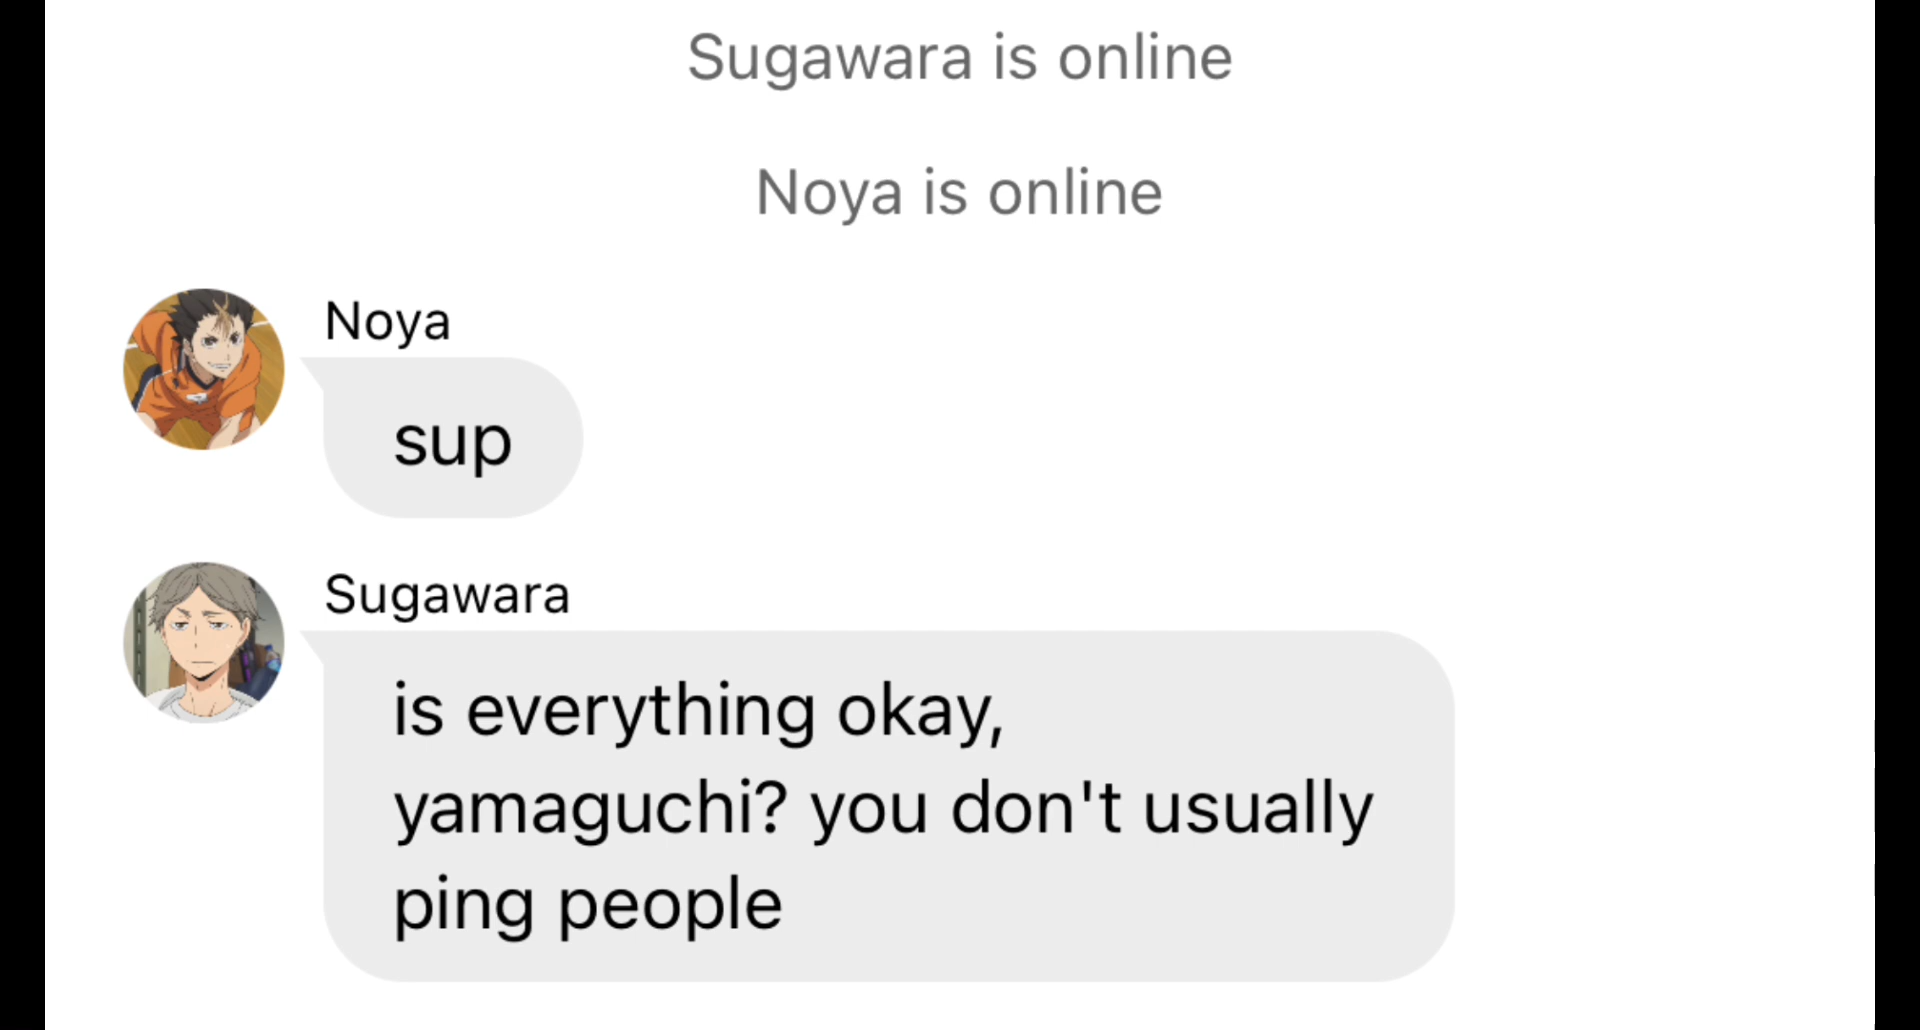 Sugawara is online
Noya is online
Noya
sup
Sugawara
is everything okay,
yamaguchi? you don't usually
ping people